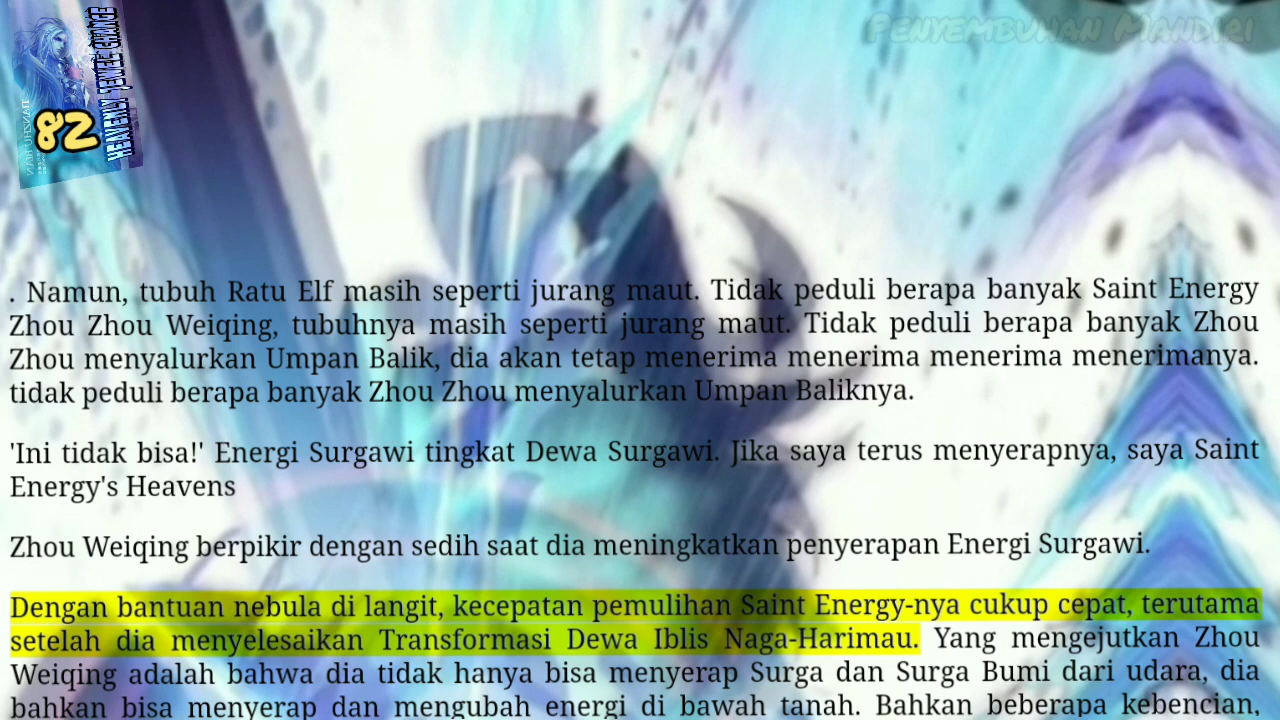 Penyembuhan Mandiri
HEAVENLY JEWEL CHANGE
82
. Namun, tubuh Ratu Elf masih seperti jurang maut. Tidak peduli berapa banyak Saint Energy
Zhou Zhou Weiqing, tubuhnya masih seperti jurang maut. Tidak peduli berapa banyak Zhou
Zhou menyalurkan Umpan Balik, dia akan tetap menerima menerima menerima menerimanya.
tidak peduli berapa banyak Zhou Zhou menyalurkan Umpan Baliknya.
'Ini tidak bisa!' Energi Surgawi tingkat Dewa Surgawi. Jika saya terus menyerapnya, saya Saint
Energy's Heavens
Zhou Weiqing berpikir dengan sedih saat dia meningkatkan penyerapan Energi Surgawi.
Dengan bantuan nebula di langit, kecepatan pemulihan Saint Energy-nya cukup cepat, terutama
setelah dia menyelesaikan Transformasi Dewa Iblis Naga-Harimau. Yang mengejutkan Zhou
Weiqing adalah bahwa dia tidak hanya bisa menyerap Surga dan Surga Bumi dari udara, dia
bahkan bisa menyerap dan mengubah energi di bawah tanah. Bahkan beberapa kebencian,